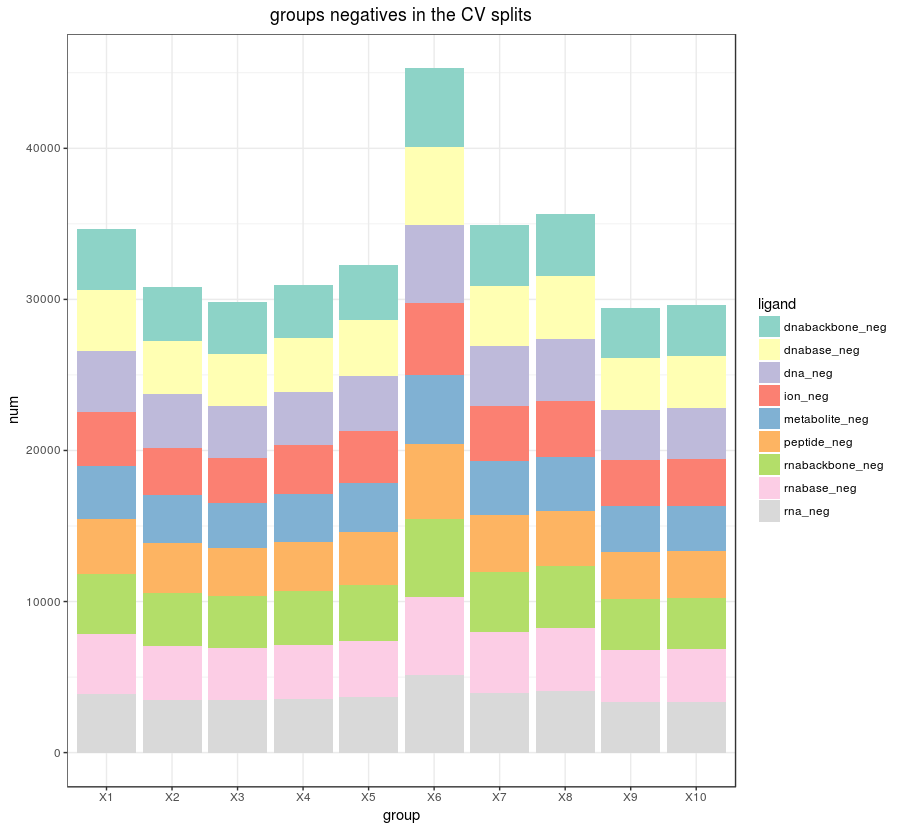 groups negatives in the CV splits
num
40000
30000
20000
10000
0
X1 X2 X3 X4 X5 X6 X7 X8 X9 X10
group
ligand
dnabackbone_neg
dnabase_neg
dna_neg
ion_neg
metabolite_neg
peptide_neg
rnabackbone_neg
rnabase_neg
rna_neg